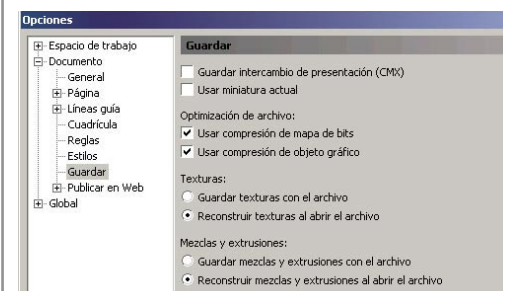 Opciones
Espacio de trabajo
Documento
General
Página
Líneas guía
Cuadrícula
Reglas
Estilos
Guardar
Publicar en Web
Global
Guardar
Guardar intercambio de presentación (CMX)
Usar miniatura actual
Optimización de archivo:
Usar compresión de mapa de bits
Usar compresión de objeto gráfico
Texturas:
Guardar texturas con el archivo
Reconstruir texturas al abrir el archivo
Mezclas y extrusiones:
Guardar mezclas y extrusiones con el archivo
Reconstruir mezclas y extrusiones al abrir el archivo